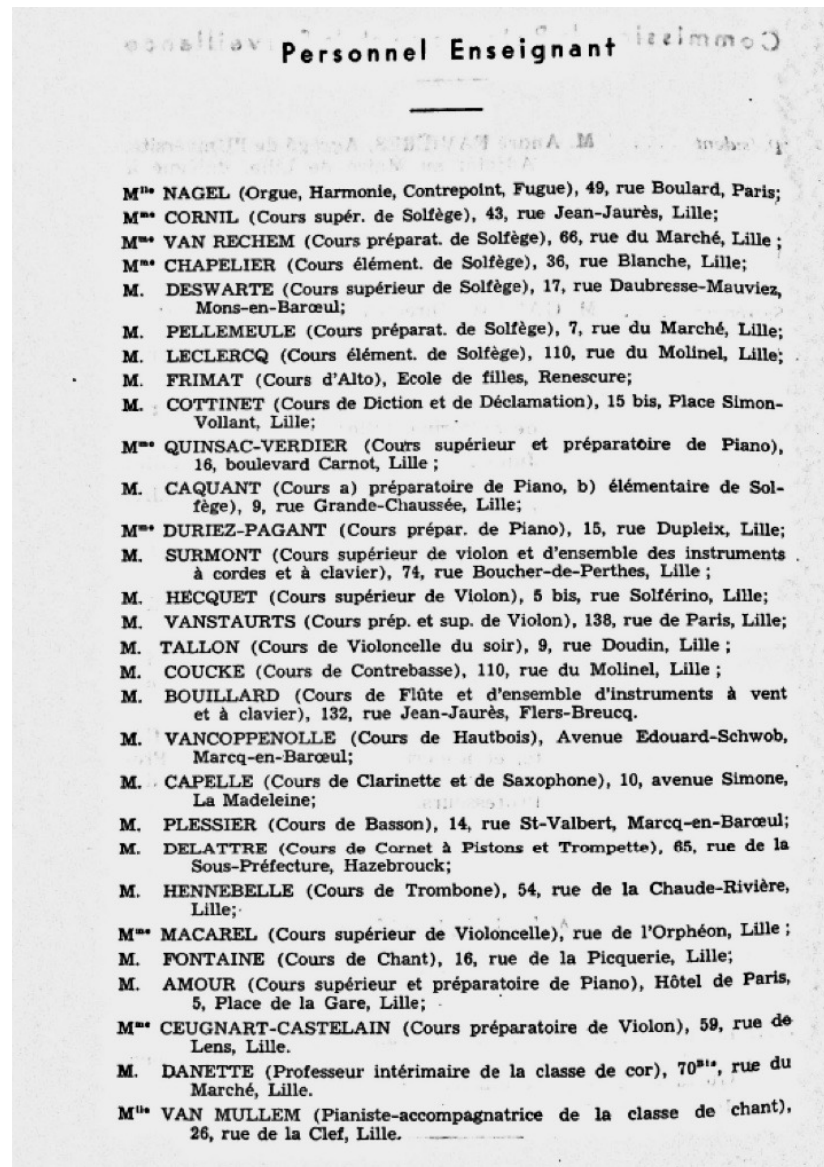 Personnel Enseignant
Mlle NAGEL (Orgue, Harmonie, Contrepoint, Fugue), 49, rue Boulard, Paris;
Mme CORNIL (Cours supér. de Solfège), 43, rue Jean-Jaurès, Lille;
Mme VAN RECHEM (Cours préparat. de Solfège), 66, rue du Marché, Lille ;
Mme CHAPELIER (Cours élément. de Solfège), 36, rue Blanche, Lille;
M. DESWARTE (Cours supérieur de Solfège), 17, rue Daubresse-Mauviez,
Mons-en-Barœul;
M. PELLEMEULE (Cours préparat. de Solfège), 7, rue du Marché, Lille;
M. LECLERCQ (Cours élément. de Solfège), 110, rue du Molinel, Lille;
M. FRIMAT (Cours d'Alto), Ecole de filles, Renescure;
M. COTTINET (Cours de Diction et de Déclamation), 15 bis, Place Simon-
Vollant, Lille;
Mme QUINSAC-VERDIER (Cours supérieur et préparatoire de Piano),
16, boulevard Carnot, Lille ;
M. CAQUANT (Cours a) préparatoire de Piano, b) élémentaire de Sol-
fège), 9, rue Grande-Chaussée, Lille;
Mme DURIEZ-PAGANT (Cours prépar. de Piano), 15, rue Dupleix, Lille;
M. SURMONT (Cours supérieur de violon et d'ensemble des instruments
à cordes et à clavier), 74, rue Boucher-de-Perthes, Lille ;
M. HECQUET (Cours supérieur de Violon), 5 bis, rue Solférino, Lille;
M. VANSTAURTS (Cours prép. et sup. de Violon), 138, rue de Paris, Lille;
M. TALLON (Cours de Violoncelle du soir), 9, rue Doudin, Lille ;
M. COUCKE (Cours de Contrebasse), 110, rue du Molinel, Lille ;
M. BOUILLARD (Cours de Flûte et d'ensemble d'instruments à vent
et à clavier), 132, rue Jean-Jaurès, Flers-Breucq.
M. VANCOPPENOLLE (Cours de Hautbois), Avenue Edouard-Schwob,
Marcq-en-Barœul;
M. CAPELLE (Cours de Clarinette et de Saxophone), 10, avenue Simone,
La Madeleine;
M. PLESSIER (Cours de Basson), 14, rue St-Valbert, Marcq-en-Barœul;
M. DELATTRE (Cours de Cornet à Pistons et Trompette), 65, rue de la
Sous-Préfecture, Hazebrouck;
M. HENNEBELLE (Cours de Trombone), 54, rue de la Chaude-Rivière,
Lille;
Mme MACAREL (Cours supérieur de Violoncelle), rue de l'Orphéon, Lille ;
M. FONTAINE (Cours de Chant), 16, rue de la Picquerie, Lille;
M. AMOUR (Cours supérieur et préparatoire de Piano), Hôtel de Paris,
5, Place de la Gare, Lille;
Mme CEUGNART-CASTELAIN (Cours préparatoire de Violon), 59, rue de
Lens, Lille.
M. DANETTE (Professeur intérimaire de la classe de cor), 70bis, rue du
Marché, Lille.
Mlle VAN MULLEM (Pianiste-accompagnatrice de la classe de chant),
26, rue de la Clef, Lille.